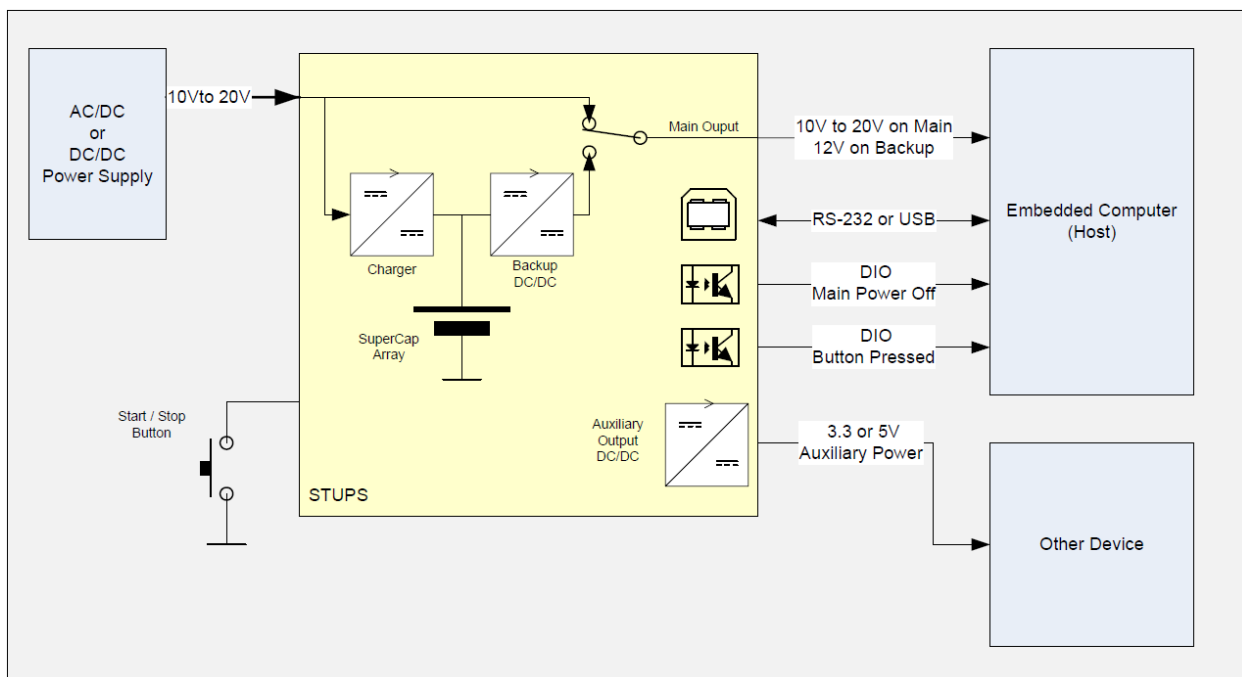 AC/DC
or
DC/DC
Power Supply
10Vto 20V
Main Ouput
10V to 20V on Main
12V on Backup
Embedded Computer
(Host)
RS-232 or USB
Charger
Backup
DC/DC
DIO
Main Power Off
SuperCap
Array
DIO
Button Pressed
Start / Stop
Button
Auxiliary
Output
DC/DC
3.3 or 5V
Auxiliary Power
STUPS
Other Device